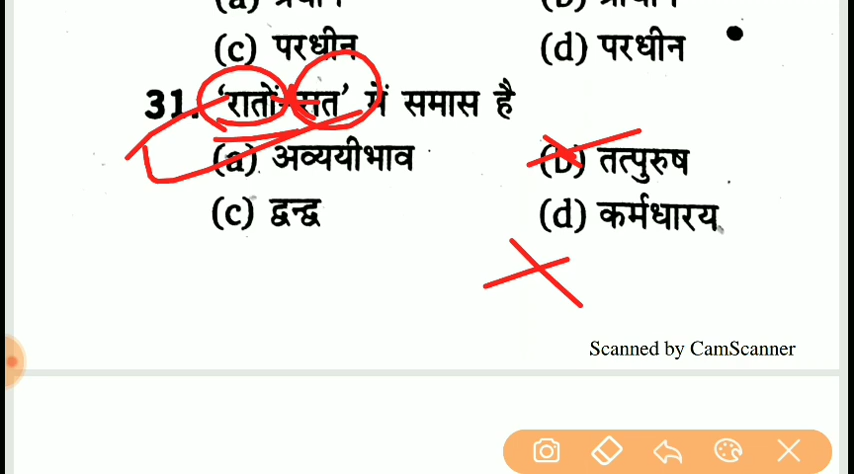 (c) परधीन (d) परधीन
31. ‘रातों-रात’ में समास है
(a) अव्ययीभाव (b) तत्पुरुष
(c) द्वन्द्व (d) कर्मधारय
Scanned by CamScanner